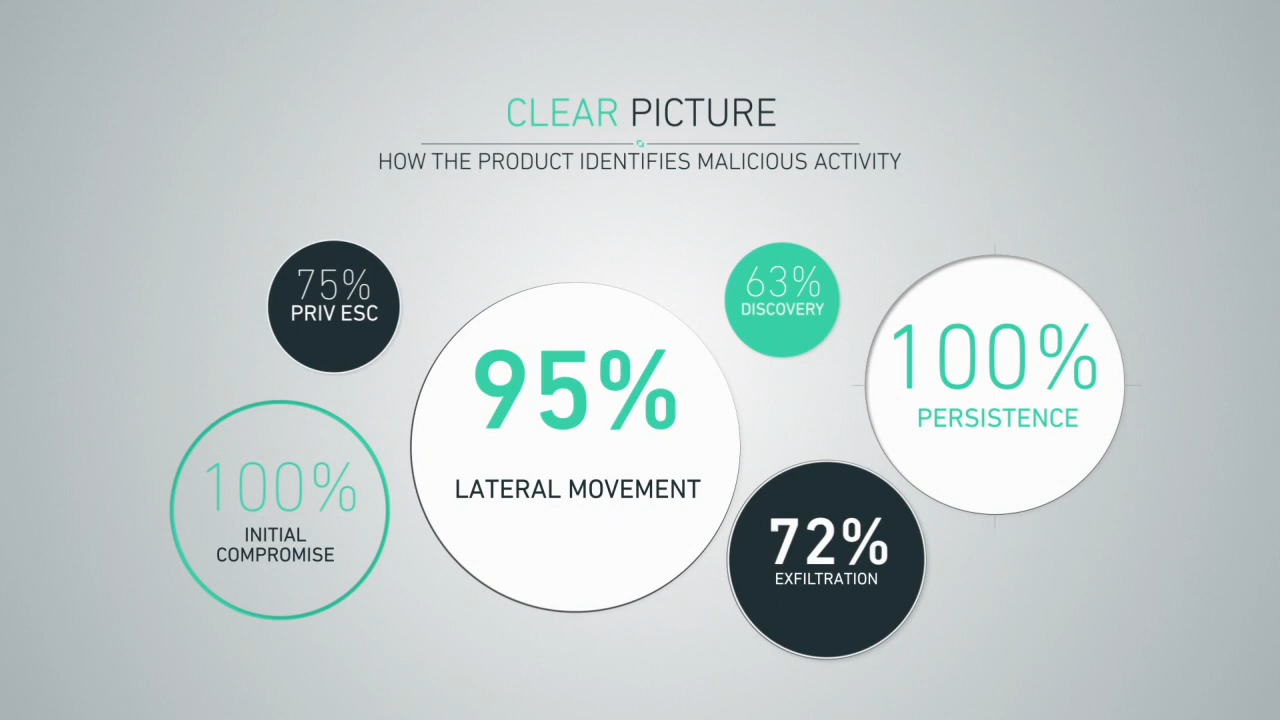 CLEAR PICTURE
HOW THE PRODUCT IDENTIFIES MALICIOUS ACTIVITY
75%
PRIV ESC
63%
DISCOVERY
100%
PERSISTENCE
95%
LATERAL MOVEMENT
100%
INITIAL
COMPROMISE
72%
EXFILTRATION